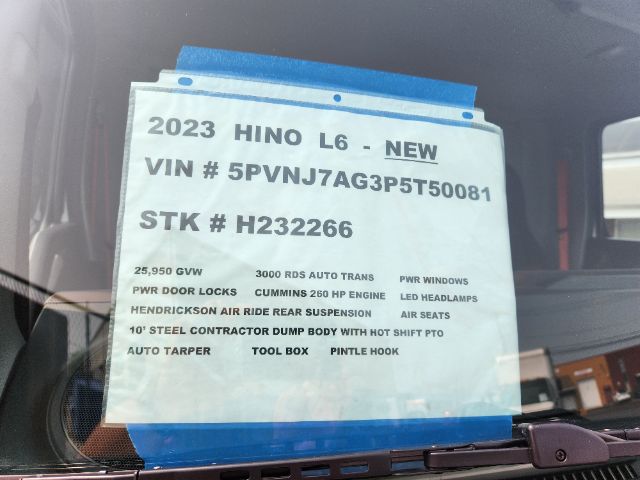 2023 HINO L6 - NEW
VIN # 5PVNJ7AG3P5T50081
STK # H232266
25,950 GVW 3000 RDS AUTO TRANS PWR WINDOWS
PWR DOOR LOCKS CUMMINS 260 HP ENGINE LED HEADLAMPS
HENDRICKSON AIR RIDE REAR SUSPENSION AIR SEATS
10' STEEL CONTRACTOR DUMP BODY WITH HOT SHIFT PTO
AUTO TARPER TOOL BOX PINTLE HOOK